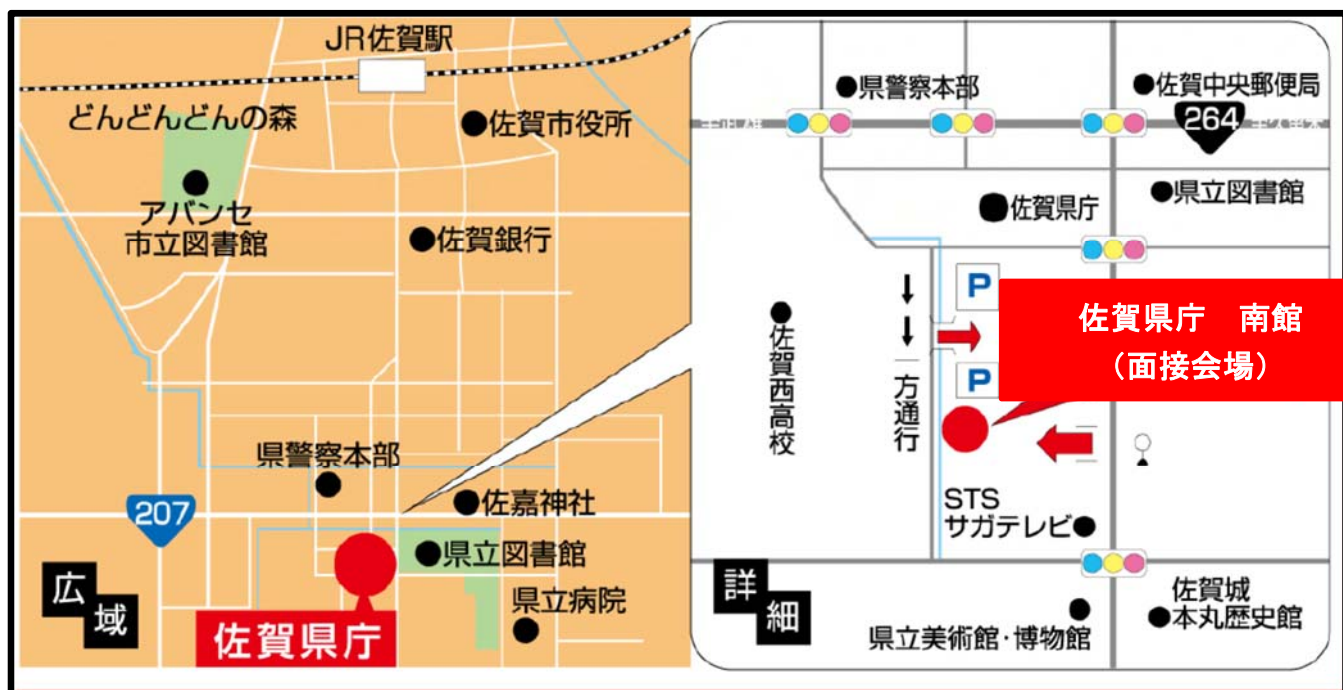 JR佐賀駅
どんどんどんの森
佐賀市役所
アバンセ
市立図書館
佐賀銀行
県警察本部
佐嘉神社
207
県立図書館
県立病院
広域
佐賀県庁
県警察本部
佐賀中央郵便局
264
県立図書館
佐賀県庁
P
佐賀県庁 南館
(面接会場)
P
佐賀西高校
一方通行
STS
サガテレビ
詳細
県立美術館・博物館
佐賀城
本丸歴史館